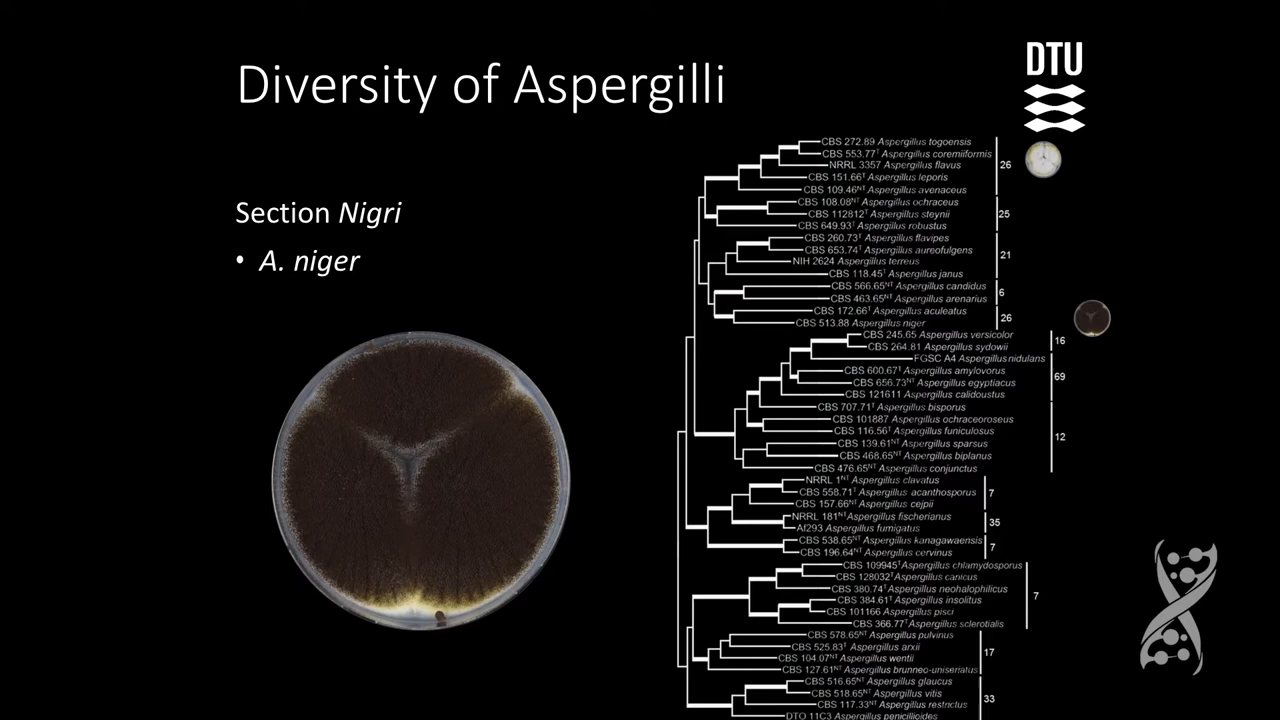 Diversity of Aspergilli
DTU
Section Nigri
• A. niger
CBS 272.89 Aspergillus togoensis
CBS 553.77ᵀ Aspergillus coremiiformis
NRRL 3357 Aspergillus flavus
CBS 151.66ᵀ Aspergillus leporis
CBS 109.46ᴺᵀ Aspergillus avenaceus
26
CBS 108.08ᴺᵀ Aspergillus ochraceus
CBS 112812ᵀ Aspergillus steynii
CBS 649.93ᵀ Aspergillus robustus
25
CBS 260.73ᵀ Aspergillus flavipes
CBS 653.74ᵀ Aspergillus aureofulgens
NIH 2624 Aspergillus terreus
CBS 118.45ᵀ Aspergillus janus
21
CBS 566.65ᴺᵀ Aspergillus candidus
CBS 463.65ᴺᵀ Aspergillus arenarius
6
CBS 172.66ᵀ Aspergillus aculeatus
CBS 513.88 Aspergillus niger
26
CBS 245.65 Aspergillus versicolor
CBS 264.81 Aspergillus sydowii
16
FGSC A4 Aspergillus nidulans
CBS 600.67ᵀ Aspergillus amylovorus
CBS 656.73ᴺᵀ Aspergillus egyptiacus
CBS 121611 Aspergillus calidoustus
69
CBS 707.71ᵀ Aspergillus bisporus
CBS 101887 Aspergillus ochraceoroseus
CBS 116.56ᵀ Aspergillus funiculosus
CBS 139.61ᴺᵀ Aspergillus sparsus
CBS 468.65ᴺᵀ Aspergillus biplanus
CBS 476.65ᴺᵀ Aspergillus conjunctus
12
NRRL 1ᴺᵀ Aspergillus clavatus
CBS 558.71ᵀ Aspergillus acanthosporus
CBS 157.66ᴺᵀ Aspergillus cejpii
7
NRRL 181ᴺᵀ Aspergillus fischerianus
Af293 Aspergillus fumigatus
35
CBS 538.65ᴺᵀ Aspergillus kanagawaensis
CBS 196.64ᴺᵀ Aspergillus cervinus
7
CBS 109945ᵀ Aspergillus chlamydosporus
CBS 128032ᵀ Aspergillus canicus
CBS 380.74ᵀ Aspergillus neohalophilicus
CBS 384.61ᵀ Aspergillus insolitus
CBS 101166 Aspergillus pisci
CBS 366.77ᵀ Aspergillus sclerotialis
7
CBS 578.65ᴺᵀ Aspergillus pulvinus
CBS 525.83ᵀ Aspergillus arxii
CBS 104.07ᴺᵀ Aspergillus wentii
CBS 127.61ᴺᵀ Aspergillus brunneo-uniseriatus
17
CBS 516.65ᴺᵀ Aspergillus glaucus
CBS 518.65ᴺᵀ Aspergillus vitis
CBS 117.33ᴺᵀ Aspergillus restrictus
DTO 11C3 Aspergillus penicillioides
33